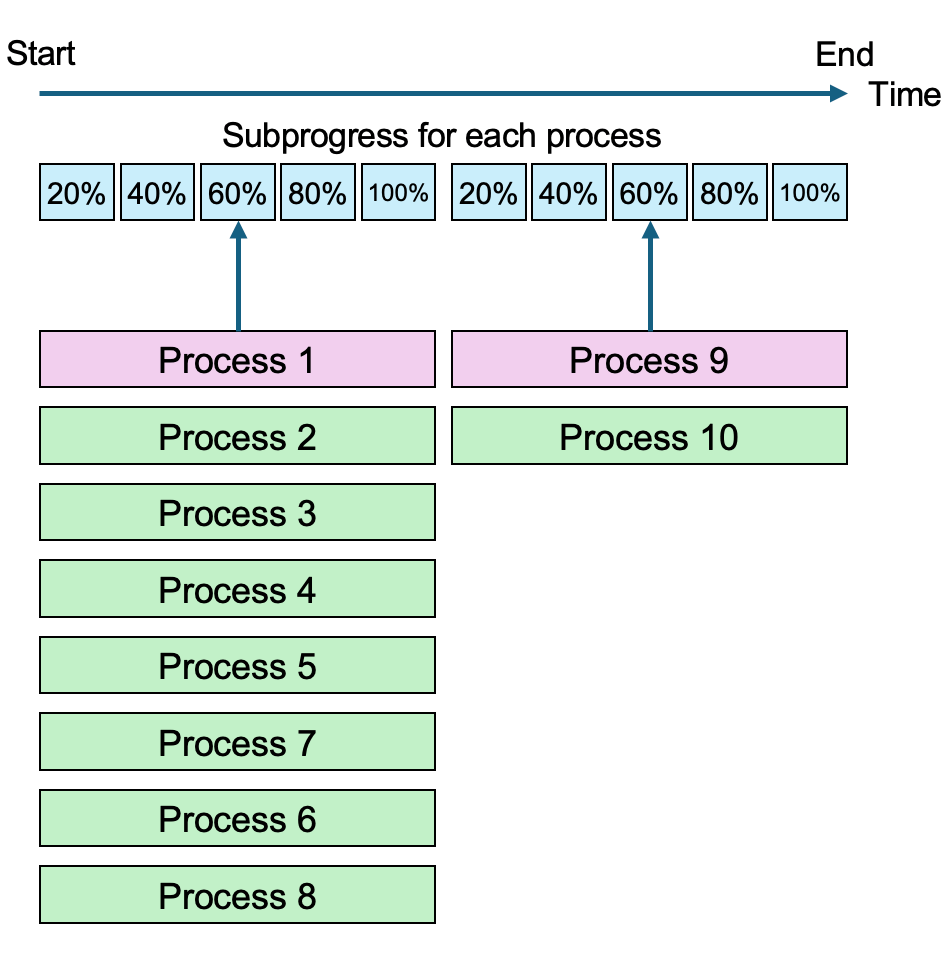 Start
End
Time
Subprogress for each process
20% 40% 60% 80% 100% 20% 40% 60% 80% 100%
Process 1 Process 9
Process 2 Process 10
Process 3
Process 4
Process 5
Process 7
Process 6
Process 8